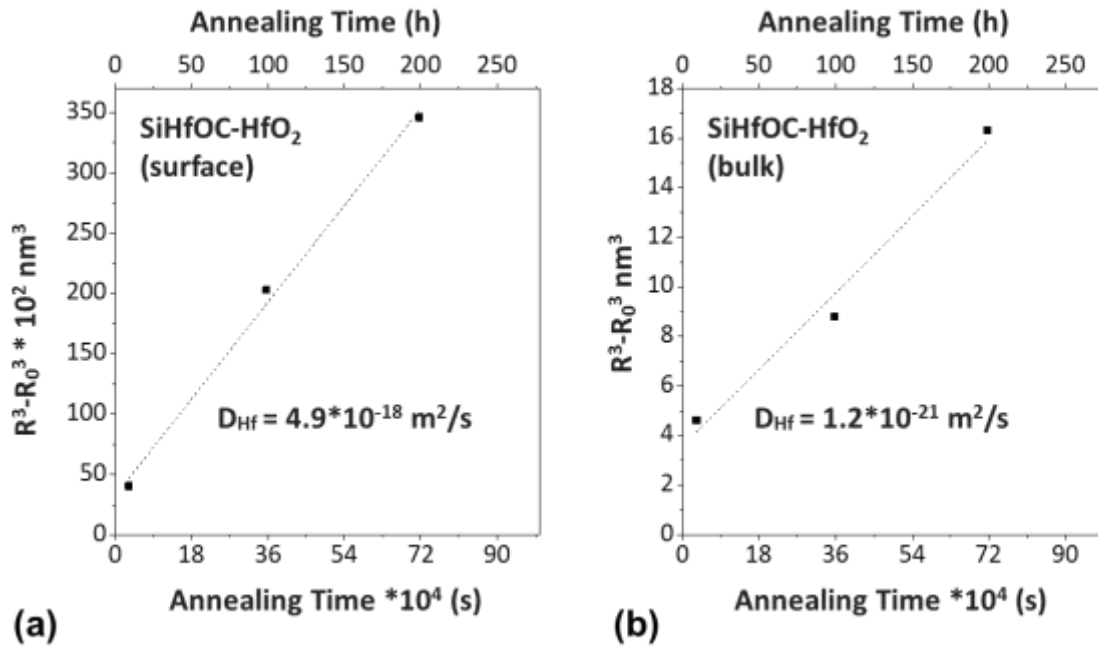 Annealing Time (h)
0 50 100 150 200 250
350
300
250
200
150
100
50
0
R³-R₀³ * 10² nm³
SiHfOC-HfO₂
(surface)
D_Hf = 4.9*10⁻¹⁸ m²/s
0 18 36 54 72 90
Annealing Time *10⁴ (s)
(a)
Annealing Time (h)
0 50 100 150 200 250
18
16
14
12
10
8
6
4
2
0
R³-R₀³ nm³
SiHfOC-HfO₂
(bulk)
D_Hf = 1.2*10⁻²¹ m²/s
0 18 36 54 72 90
Annealing Time *10⁴ (s)
(b)